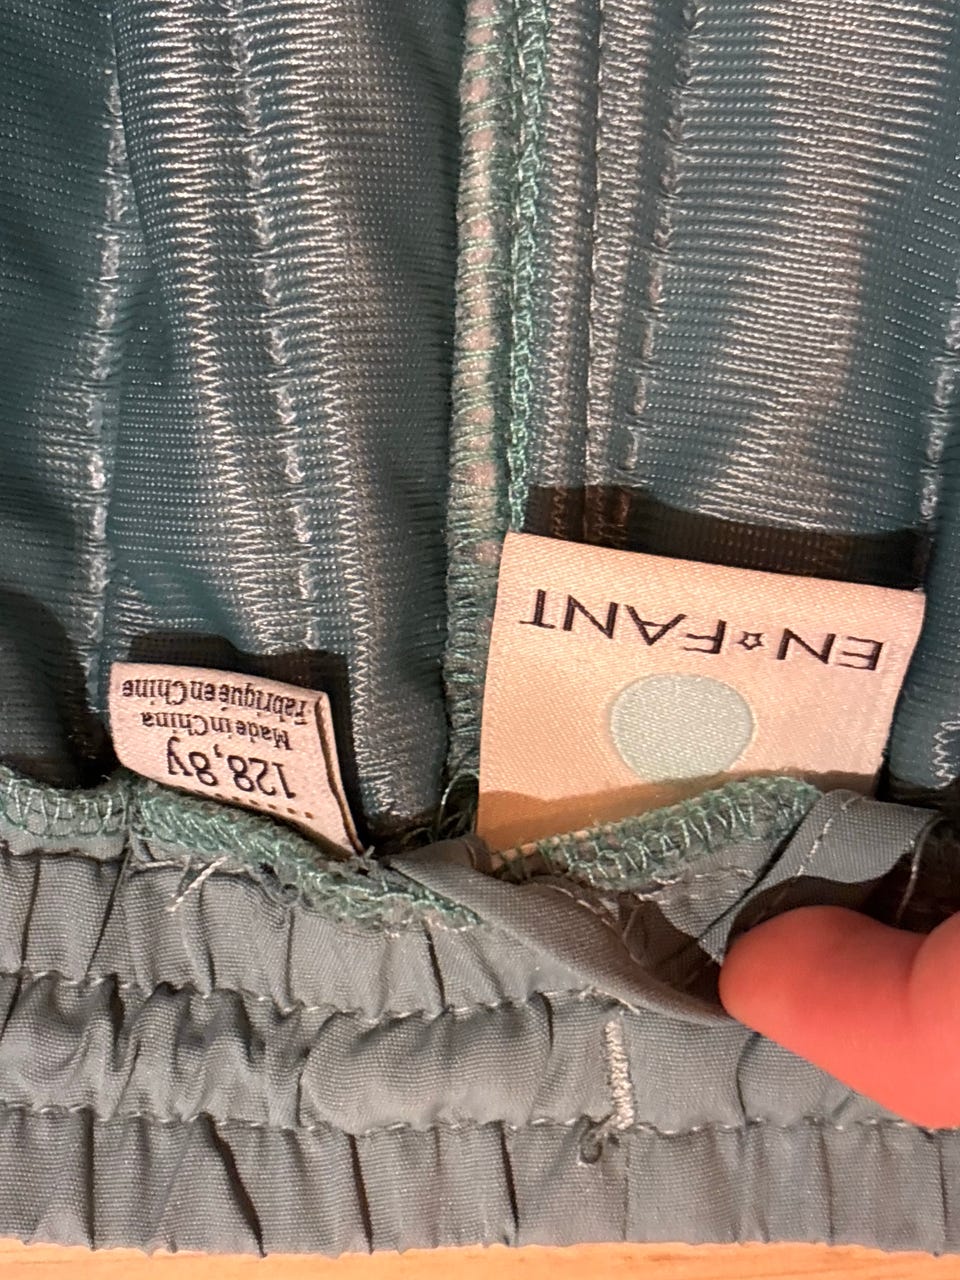 EN☆FANT
128,8y
Made in China
Fabriqué en Chine